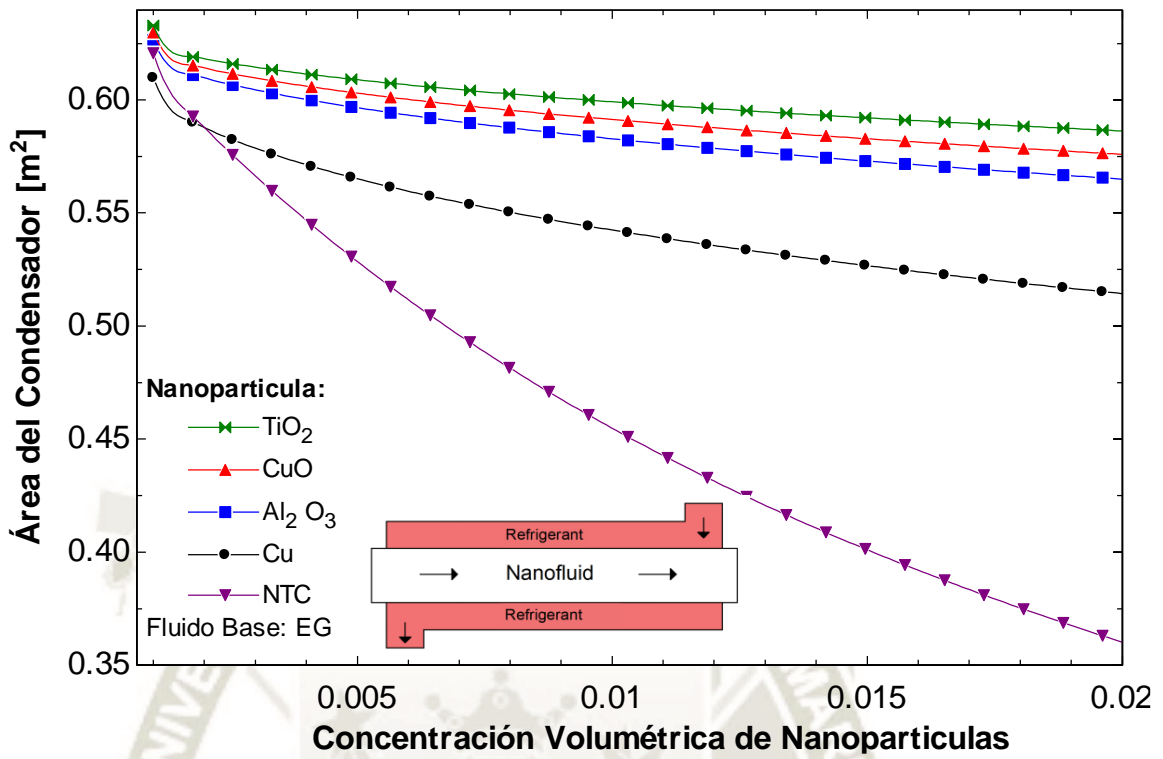 Área del Condensador [m2]
0.60
0.55
0.50
0.45
0.40
0.35
Nanoparticula:
TiO2
CuO
Al2 O3
Cu
NTC
Fluido Base: EG
Refrigerant
Nanofluid
Refrigerant
0.005 0.01 0.015 0.02
Concentración Volumétrica de Nanoparticulas